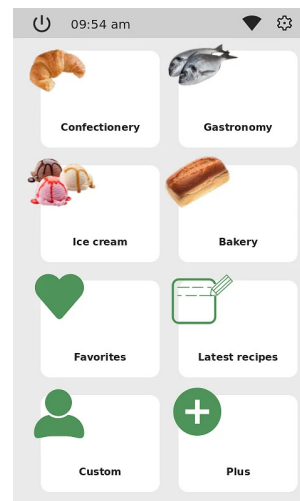 09:54 am
Confectionery
Gastronomy
Ice cream
Bakery
Favorites
Latest recipes
Custom
Plus